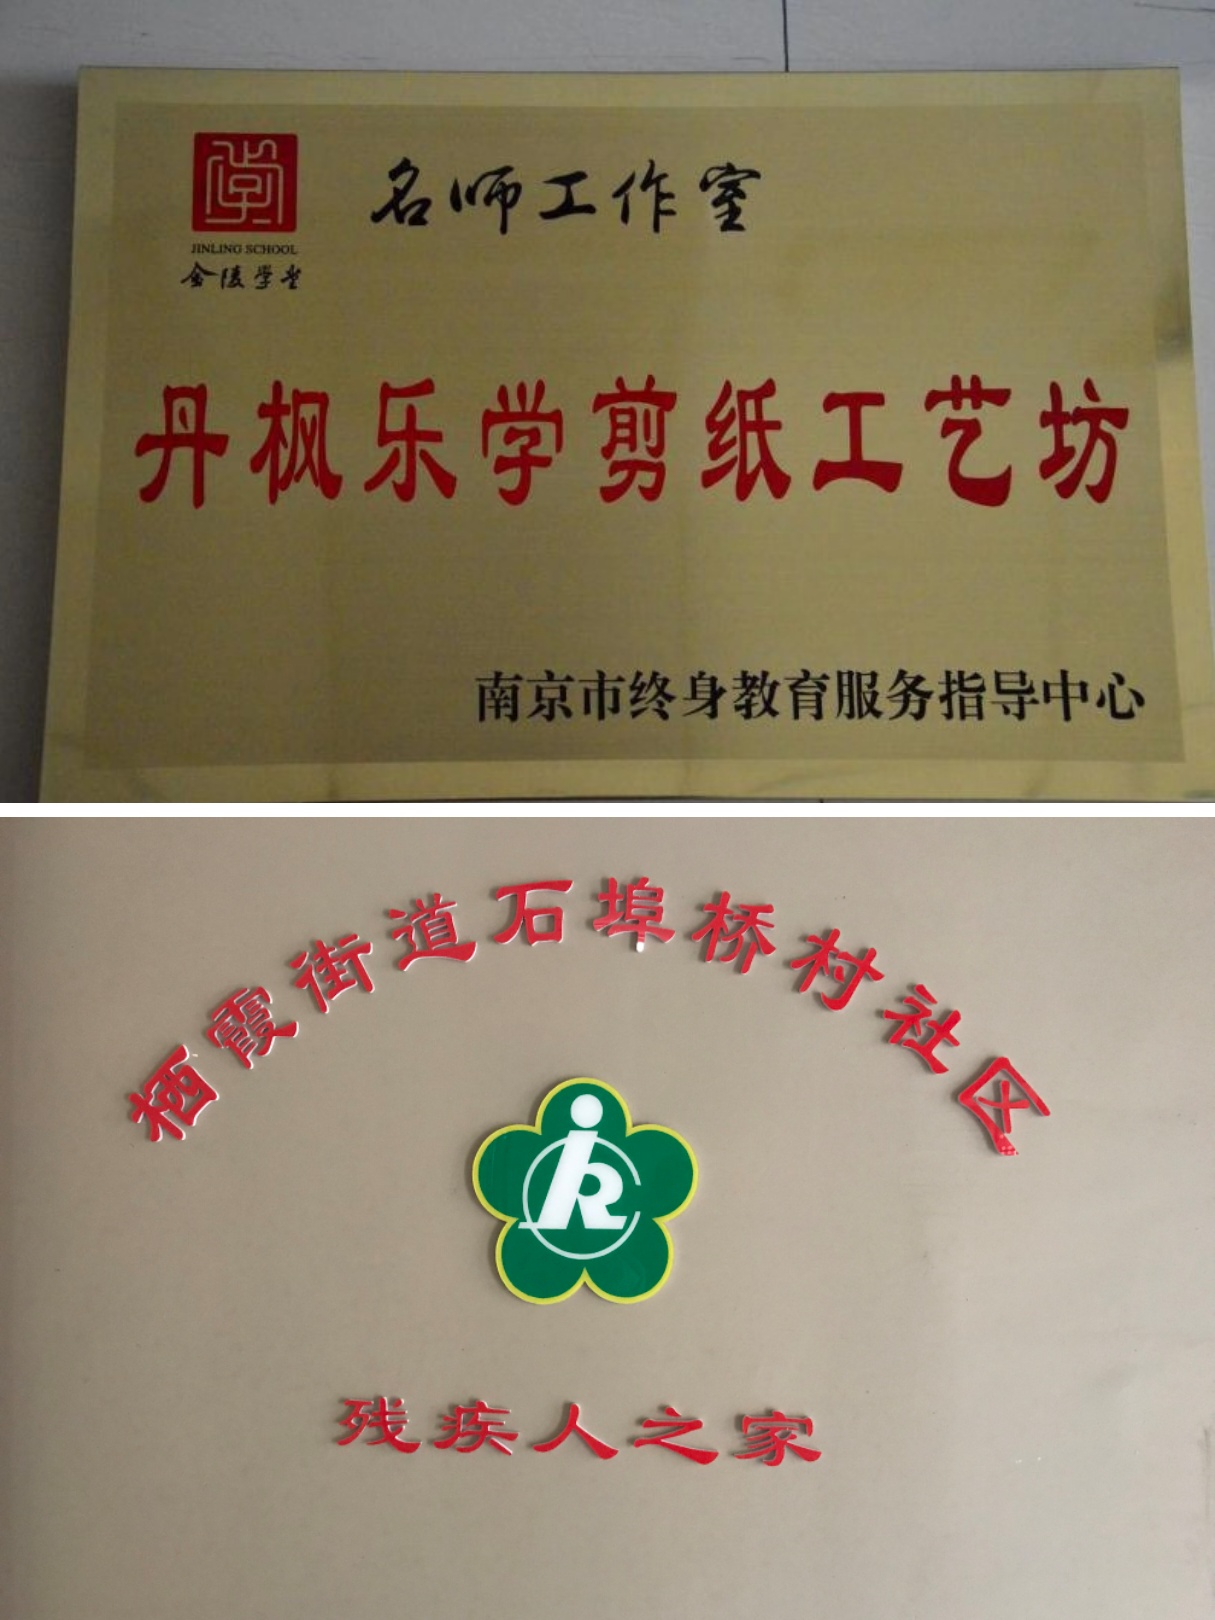 名师工作室
JINLING SCHOOL
金陵学堂
丹枫乐学剪纸工艺坊
南京市终身教育服务指导中心
栖霞街道石埠桥村社区
残疾人之家